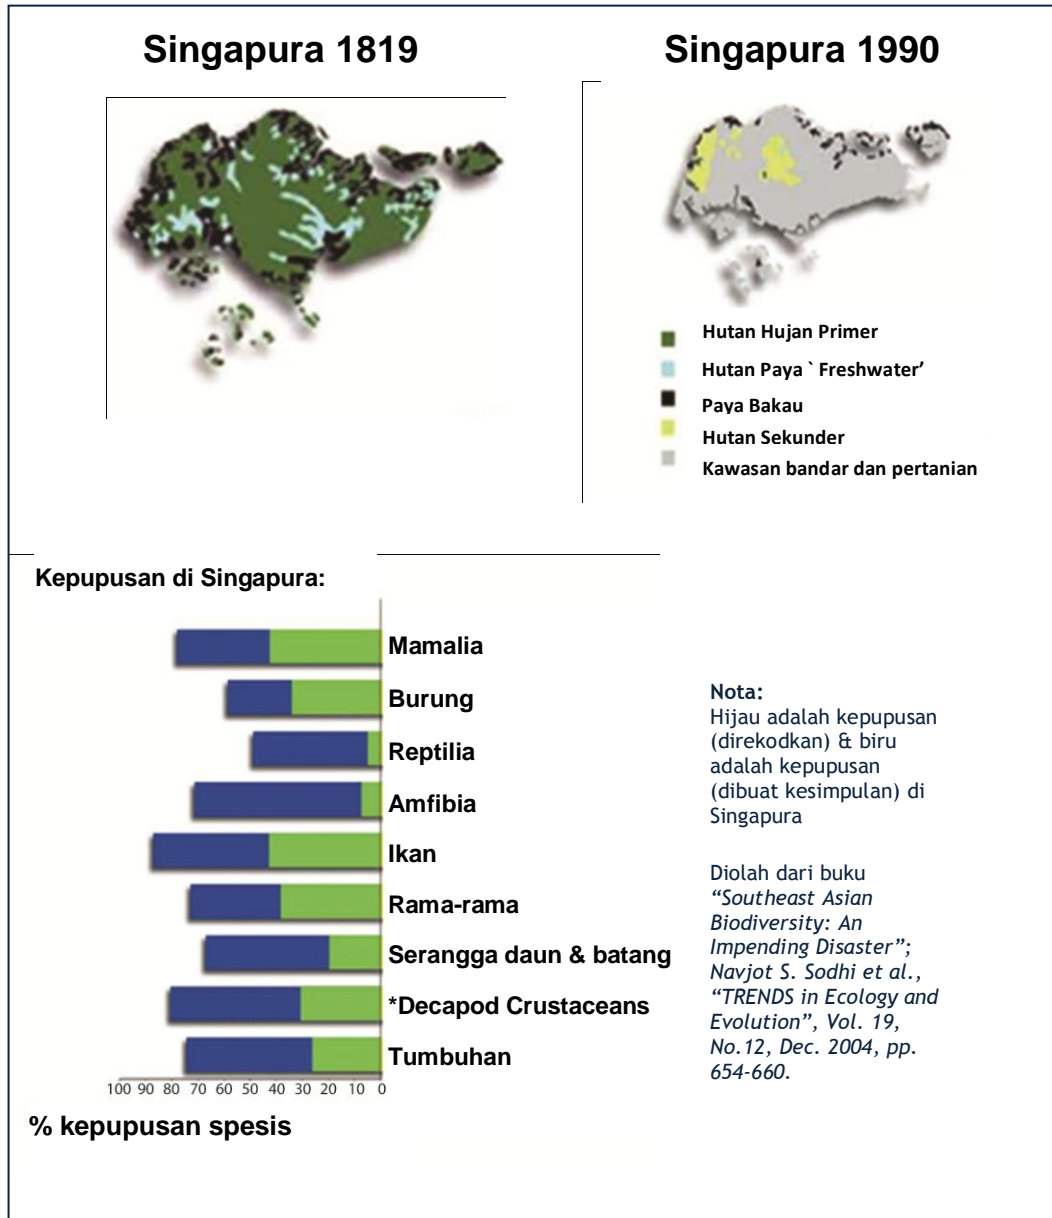 Singapura 1819
Singapura 1990
Hutan Hujan Primer
Hutan Paya ` Freshwater’
Paya Bakau
Hutan Sekunder
Kawasan bandar dan pertanian
Kepupusan di Singapura:
Mamalia
Burung
Reptilia
Amfibia
Ikan
Rama-rama
Serangga daun & batang
*Decapod Crustaceans
Tumbuhan
100 90 80 70 60 50 40 30 20 10 0
% kepupusan spesis
Nota:
Hijau adalah kepupusan
(direkodkan) & biru
adalah kepupusan
(dibuat kesimpulan) di
Singapura
Diolah dari buku
“Southeast Asian
Biodiversity: An
Impending Disaster”;
Navjot S. Sodhi et al.,
“TRENDS in Ecology and
Evolution”, Vol. 19,
No.12, Dec. 2004, pp.
654-660.